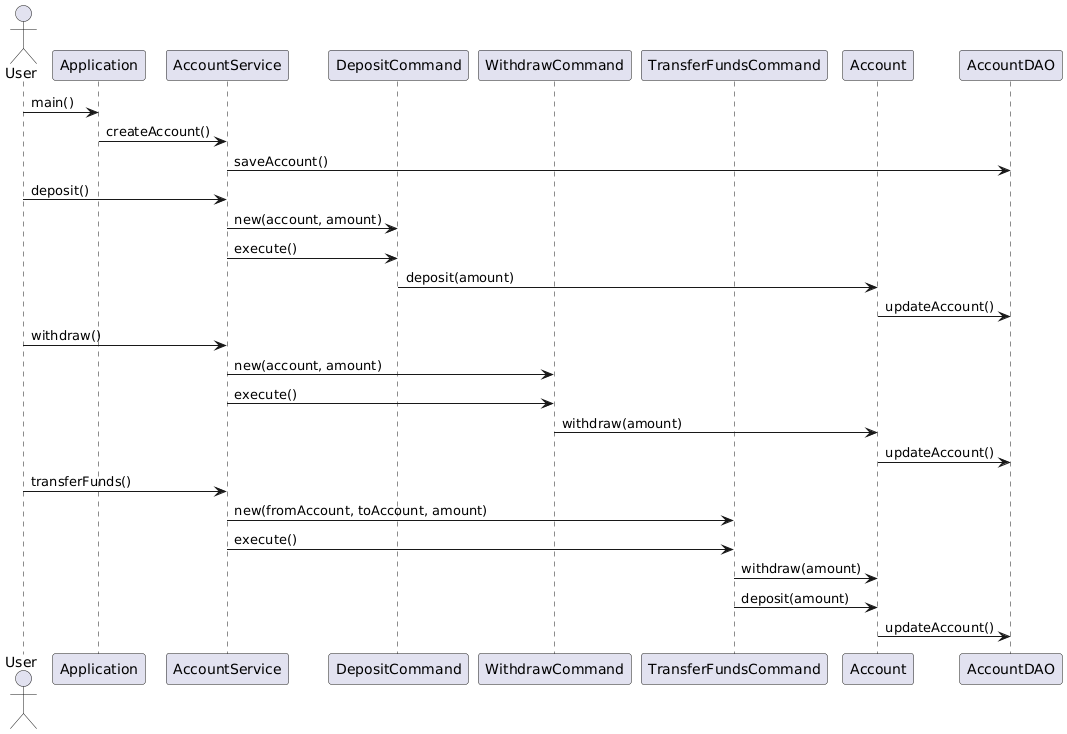 User
Application
AccountService
DepositCommand
WithdrawCommand
TransferFundsCommand
Account
AccountDAO
main()
createAccount()
saveAccount()
deposit()
new(account, amount)
execute()
deposit(amount)
updateAccount()
withdraw()
new(account, amount)
execute()
withdraw(amount)
updateAccount()
transferFunds()
new(fromAccount, toAccount, amount)
execute()
withdraw(amount)
deposit(amount)
updateAccount()
User
Application
AccountService
DepositCommand
WithdrawCommand
TransferFundsCommand
Account
AccountDAO